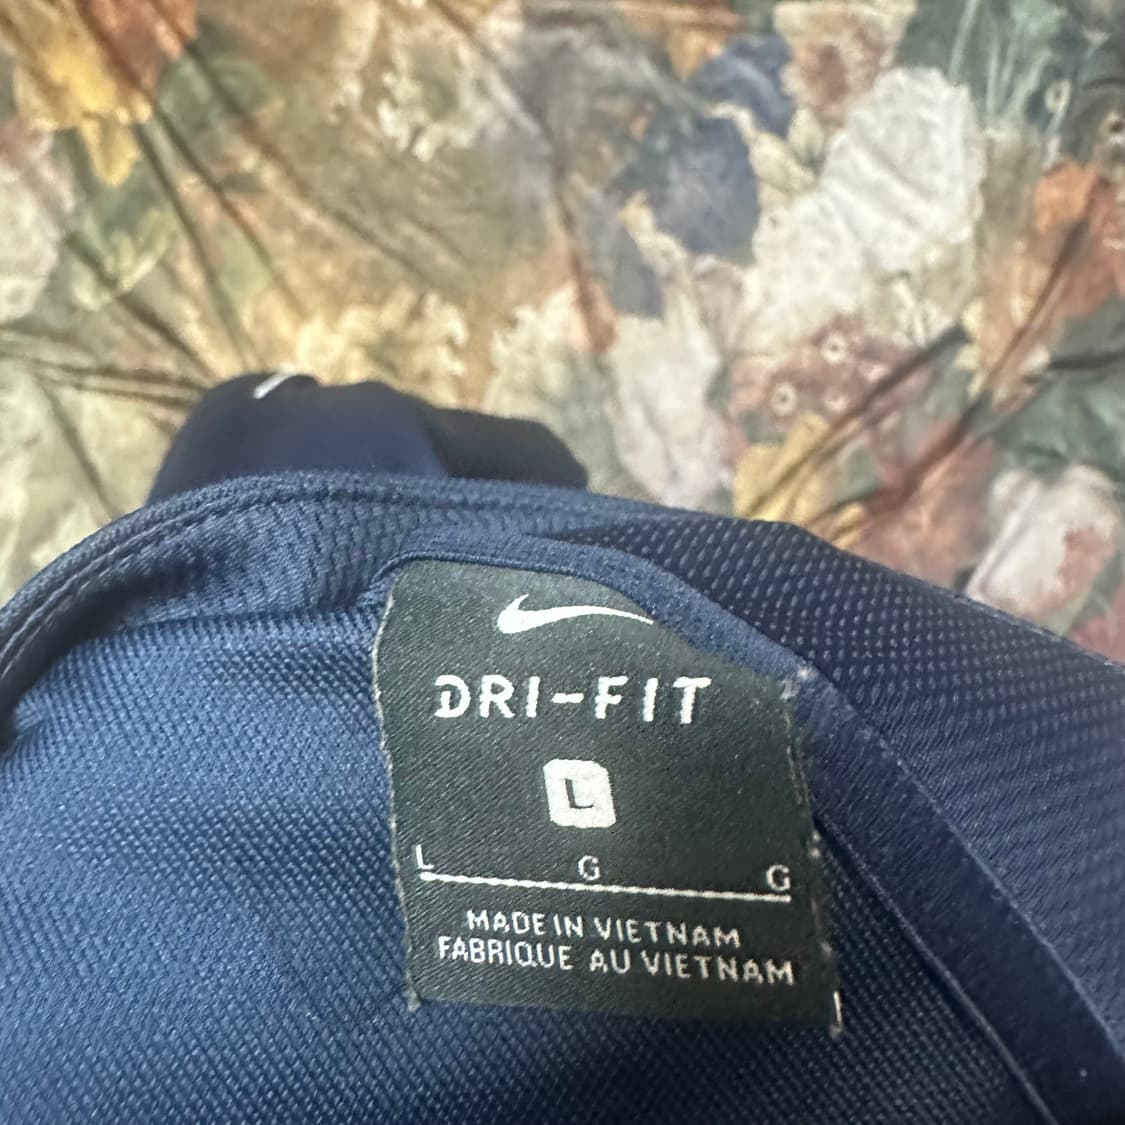 DRI-FIT
L
L G G
MADE IN VIETNAM
FABRIQUE AU VIETNAM